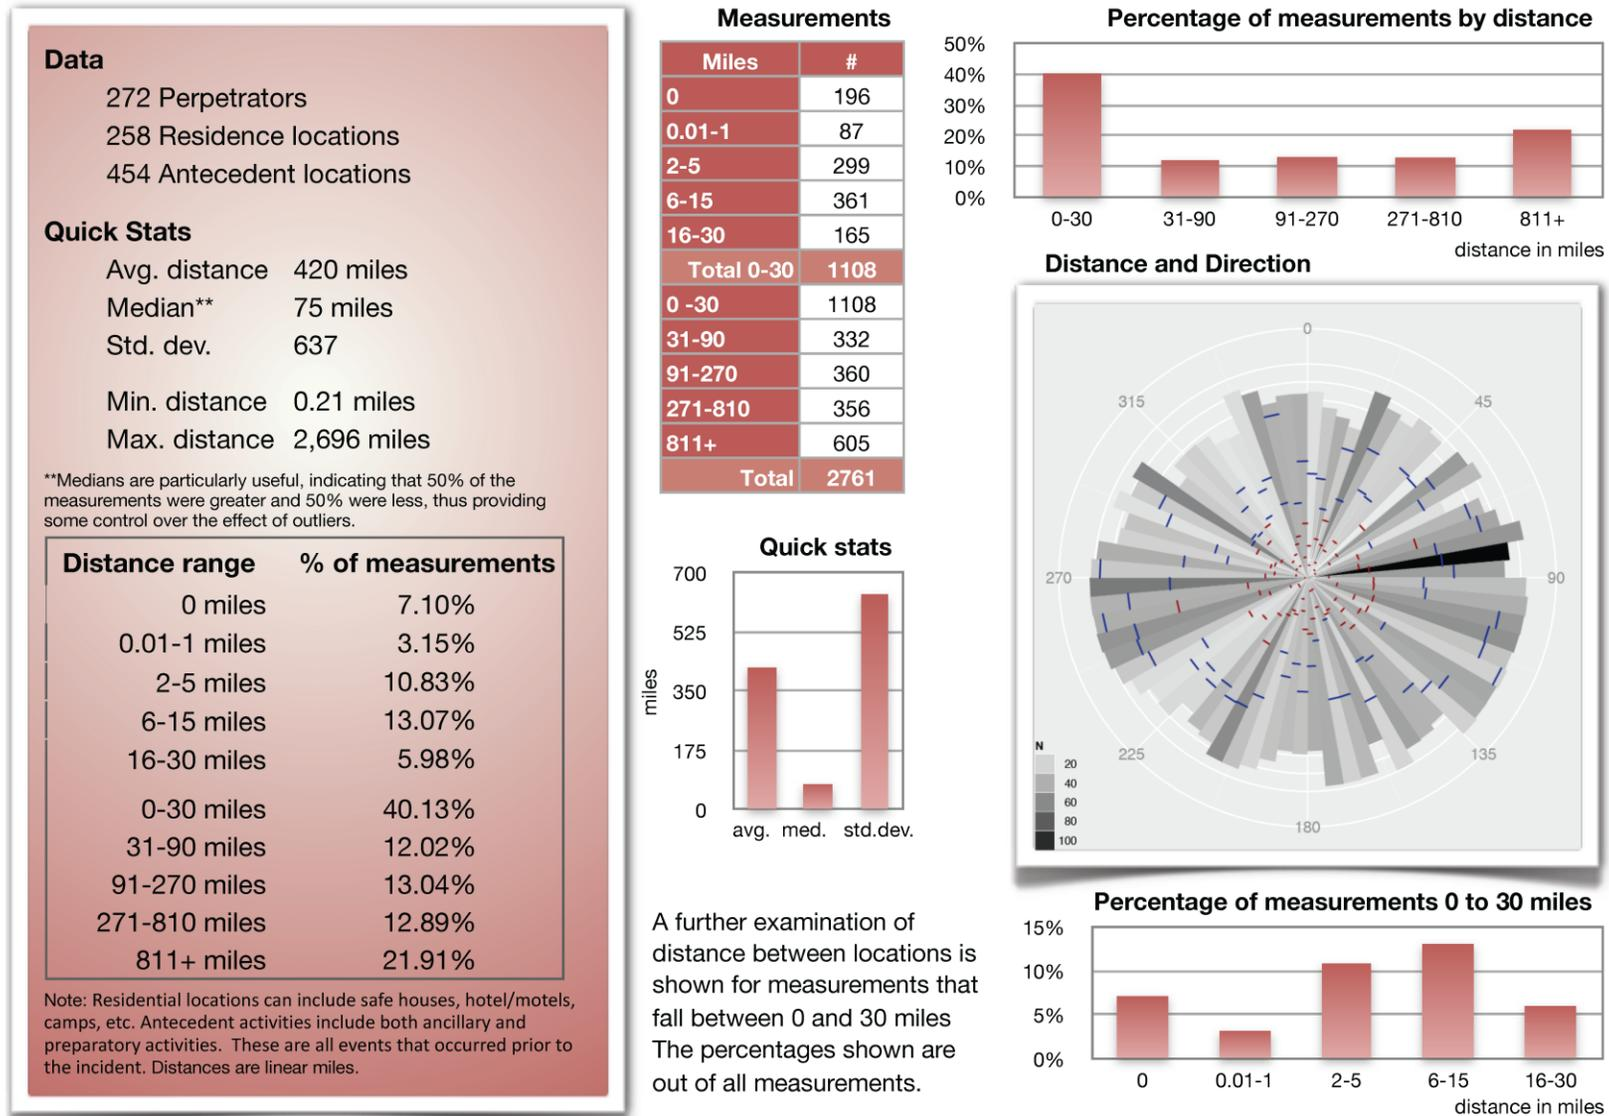 Data
272 Perpetrators
258 Residence locations
454 Antecedent locations
Quick Stats
Avg. distance 420 miles
Median** 75 miles
Std. dev. 637
Min. distance 0.21 miles
Max. distance 2,696 miles
**Medians are particularly useful, indicating that 50% of the
measurements were greater and 50% were less, thus providing
some control over the effect of outliers.
Distance range % of measurements
0 miles 7.10%
0.01-1 miles 3.15%
2-5 miles 10.83%
6-15 miles 13.07%
16-30 miles 5.98%
0-30 miles 40.13%
31-90 miles 12.02%
91-270 miles 13.04%
271-810 miles 12.89%
811+ miles 21.91%
Note: Residential locations can include safe houses, hotel/motels,
camps, etc. Antecedent activities include both ancillary and
preparatory activities. These are all events that occurred prior to
the incident. Distances are linear miles.
Measurements
Miles #
0 196
0.01-1 87
2-5 299
6-15 361
16-30 165
Total 0-30 1108
0 -30 1108
31-90 332
91-270 360
271-810 356
811+ 605
Total 2761
Quick stats
700
525
350
175
0
miles
avg. med. std.dev.
A further examination of
distance between locations is
shown for measurements that
fall between 0 and 30 miles
The percentages shown are
out of all measurements.
Percentage of measurements by distance
50%
40%
30%
20%
10%
0%
0-30 31-90 91-270 271-810 811+
distance in miles
Distance and Direction
0
315 45
270 90
225 135
180
N
20
40
60
80
100
Percentage of measurements 0 to 30 miles
15%
10%
5%
0%
0 0.01-1 2-5 6-15 16-30
distance in miles